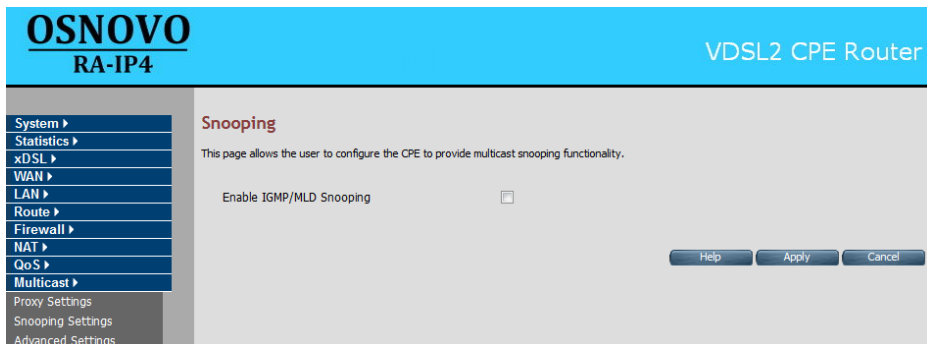 OSNOVO
RA-IP4
VDSL2 CPE Router
System
Statistics
xDSL
WAN
LAN
Route
Firewall
NAT
QoS
Multicast
Proxy Settings
Snooping Settings
Advanced Settings
Snooping
This page allows the user to configure the CPE to provide multicast snooping functionality.
Enable IGMP/MLD Snooping
Help Apply Cancel